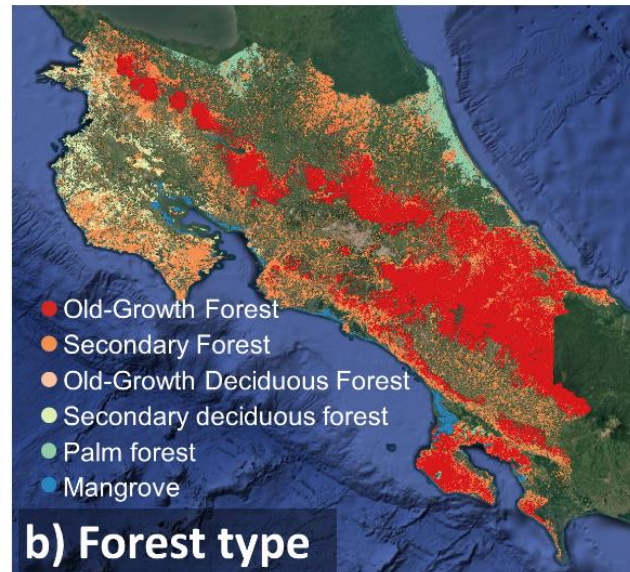 Old-Growth Forest
Secondary Forest
Old-Growth Deciduous Forest
Secondary deciduous forest
Palm forest
Mangrove
b) Forest type